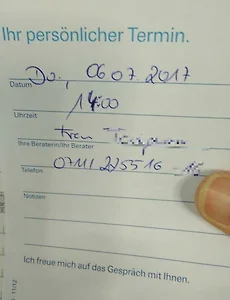 Ihr persönlicher Termin.
Do., 06 07 2017
Datum
14:00
Uhrzeit
Frau
Ihre Beraterin/Ihr Berater
0711/ 225516 -
Telefon
Notizen
Ich freue mich auf das Gespräch mit Ihnen.